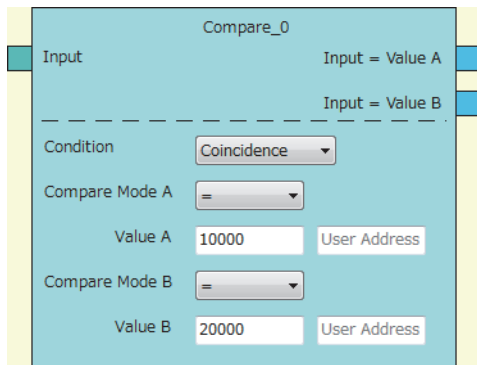 Compare_0
Input Input = Value A
Input = Value B
Condition Coincidence
Compare Mode A =
Value A 10000 User Address
Compare Mode B =
Value B 20000 User Address